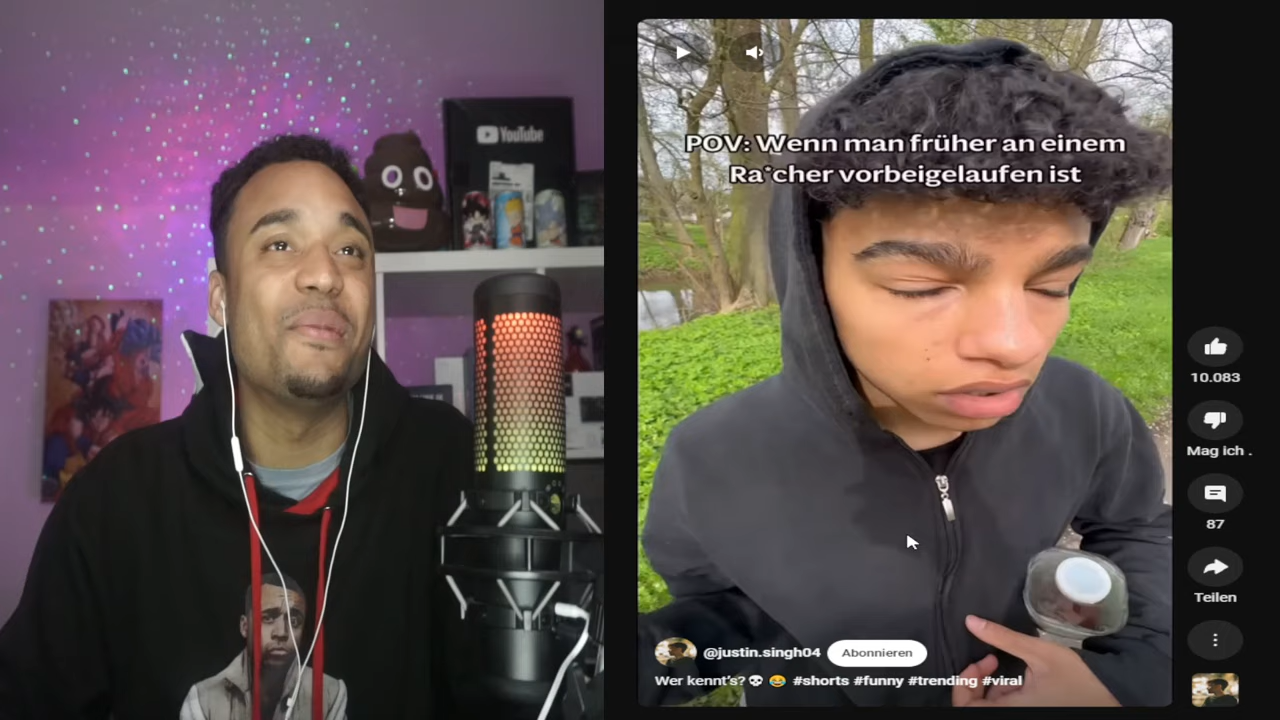 YouTube
POV: Wenn man früher an einem
Ra*cher vorbeigelaufen ist
10.083
Mag ich .
87
Teilen
@justin.singh04
Abonnieren
Wer kennt's?💀 😂 #shorts #funny #trending #viral